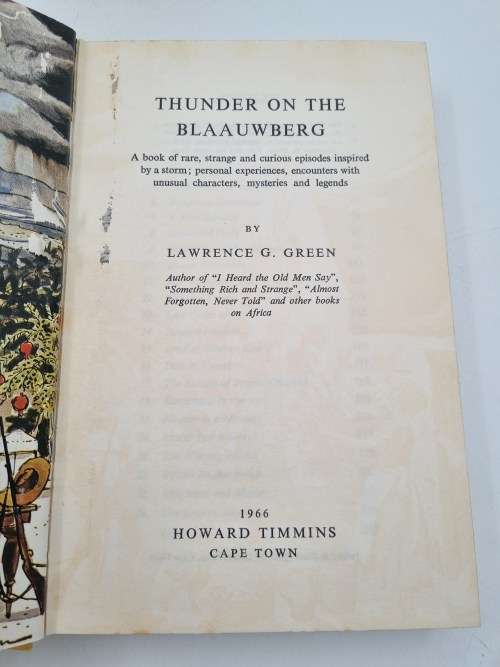 THUNDER ON THE
BLAAUWBERG
A book of rare, strange and curious episodes inspired
by a storm; personal experiences, encounters with
unusual characters, mysteries and legends
BY
LAWRENCE G. GREEN
Author of "I Heard the Old Men Say",
"Something Rich and Strange", "Almost
Forgotten, Never Told" and other books
on Africa
1966
HOWARD TIMMINS
CAPE TOWN